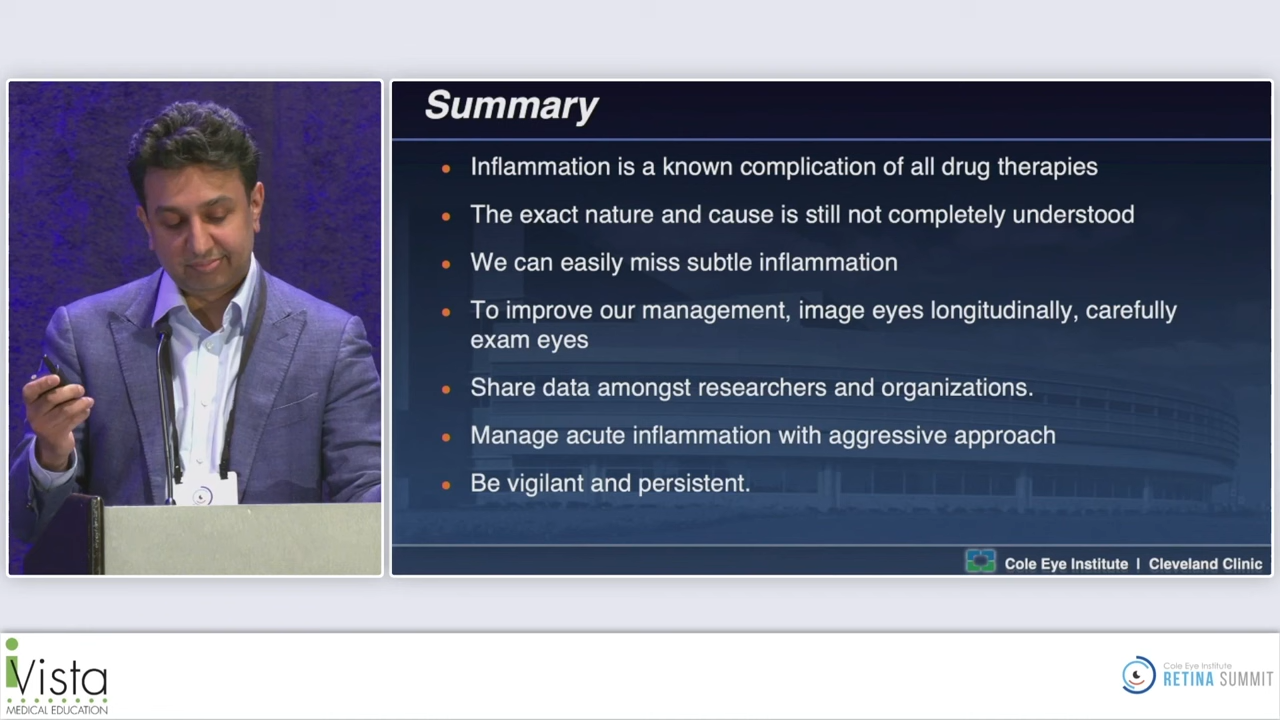 Summary
Inflammation is a known complication of all drug therapies
The exact nature and cause is still not completely understood
We can easily miss subtle inflammation
To improve our management, image eyes longitudinally, carefully
exam eyes
Share data amongst researchers and organizations.
Manage acute inflammation with aggressive approach
Be vigilant and persistent.
Cole Eye Institute | Cleveland Clinic
iVista
MEDICAL EDUCATION
Cole Eye Institute
RETINA SUMMIT